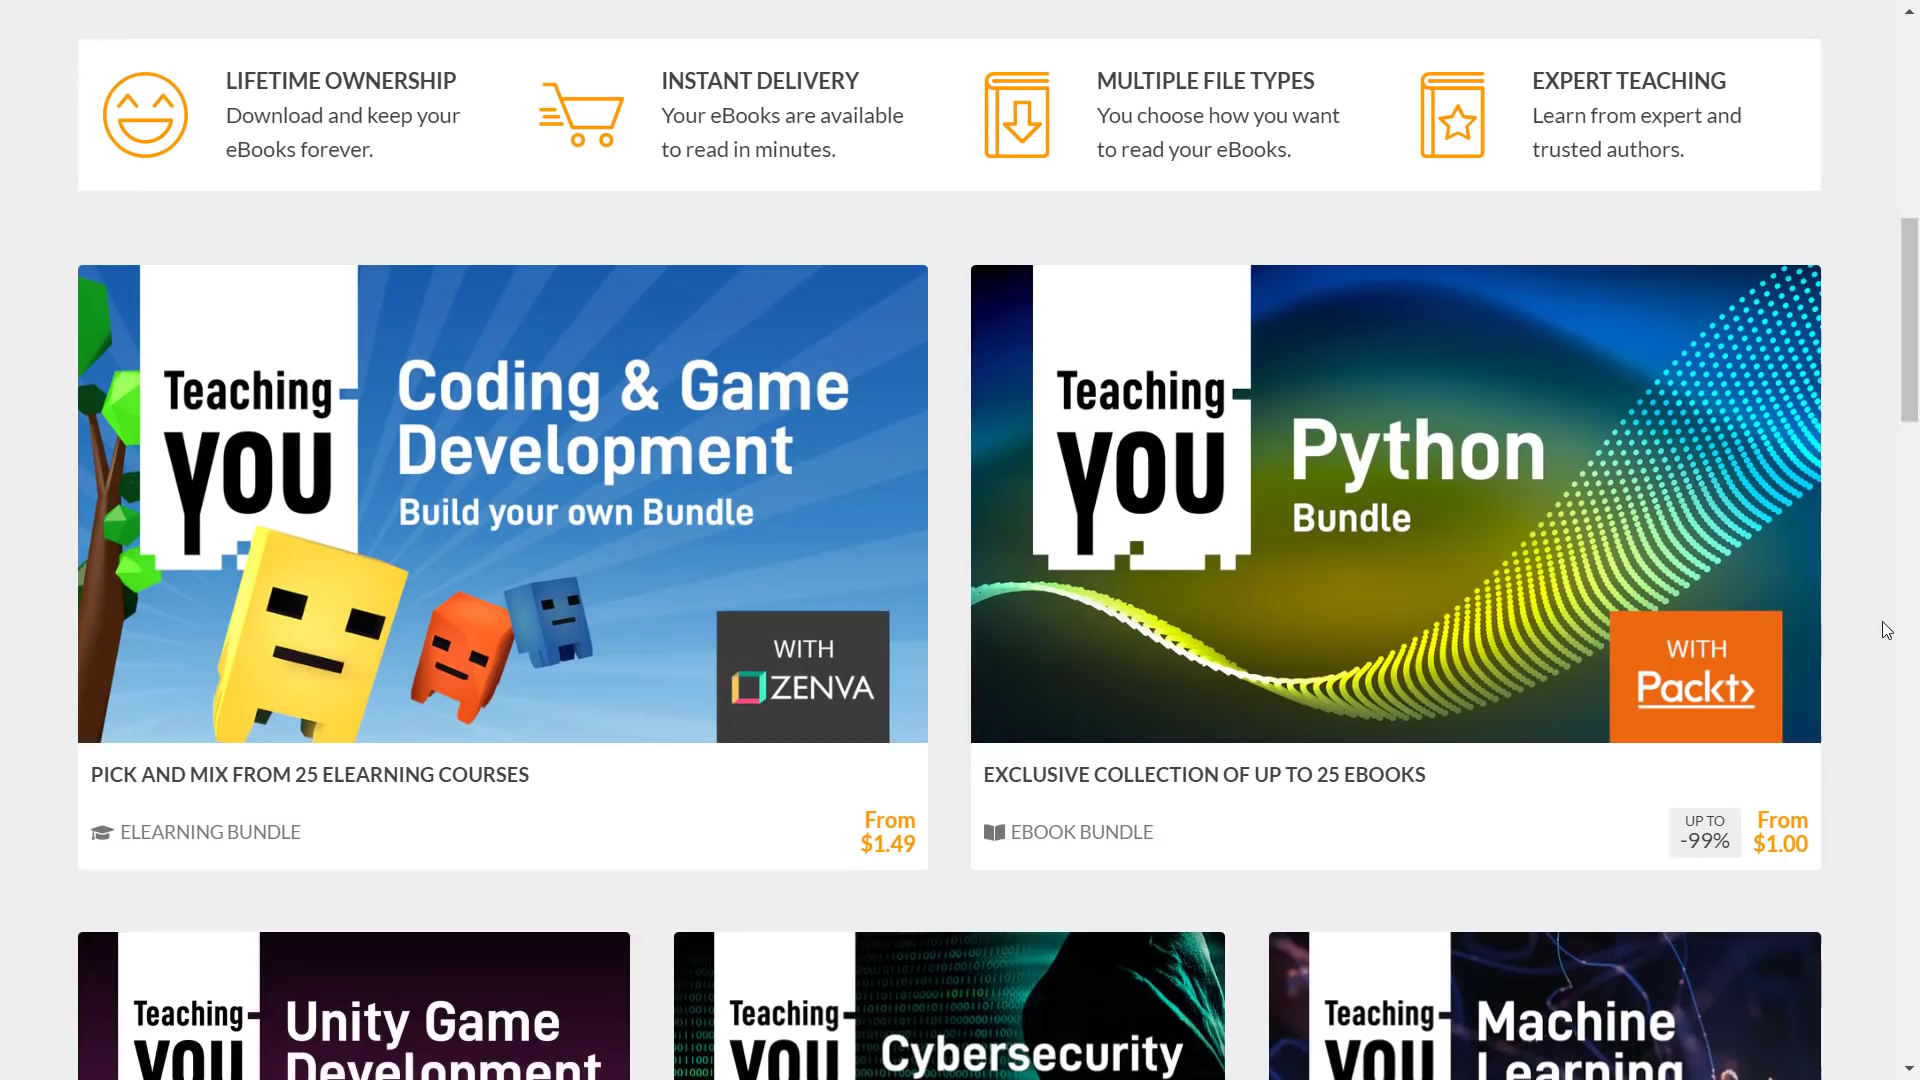 LIFETIME OWNERSHIP
Download and keep your
eBooks forever.
INSTANT DELIVERY
Your eBooks are available
to read in minutes.
MULTIPLE FILE TYPES
You choose how you want
to read your eBooks.
EXPERT TEACHING
Learn from expert and
trusted authors.
Teaching
YOU
Coding & Game
Development
Build your own Bundle
WITH
ZENVA
PICK AND MIX FROM 25 ELEARNING COURSES
ELEARNING BUNDLE
From
$1.49
Teaching
YOU
Python
Bundle
WITH
Packt>
EXCLUSIVE COLLECTION OF UP TO 25 EBOOKS
EBOOK BUNDLE
UP TO
-99%
From
$1.00
Teaching
YOU
Unity Game
Development
Teaching
YOU
Cybersecurity
Teaching
YOU
Machine
Learning